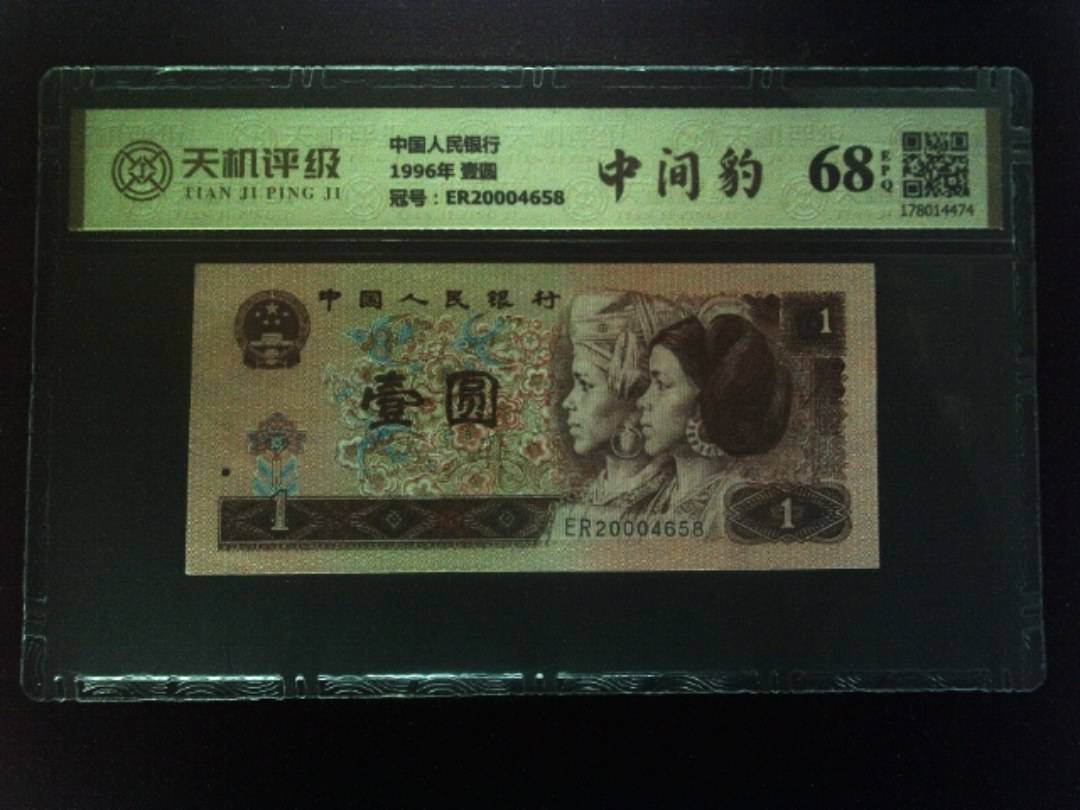 天机评级
TIAN JI PING JI
中国人民银行
1996年 壹圆
冠号：ER20004658
中间豹
68
EPQ
178014474
中国人民银行
1
壹圆
1
ER20004658
1